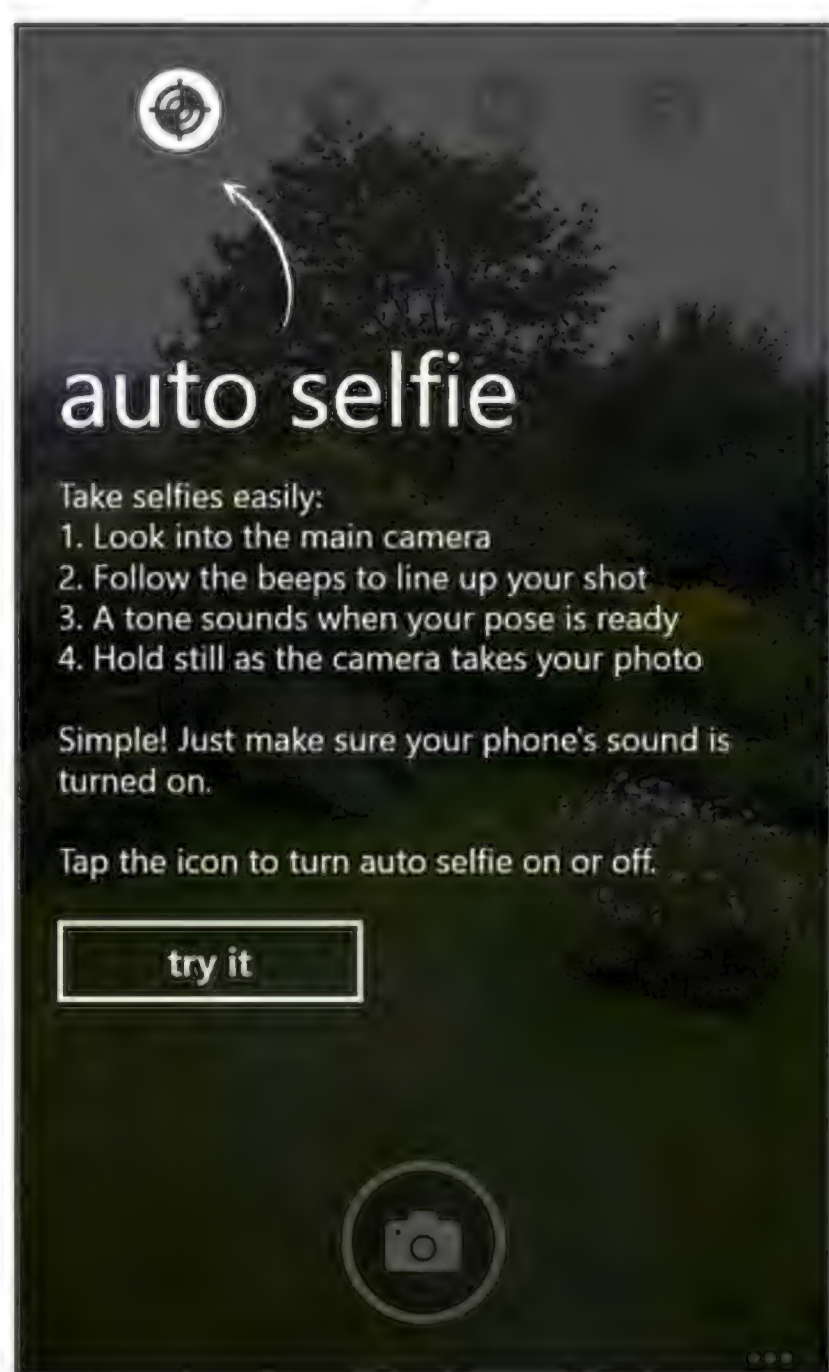 auto selfie
Take selfies easily:
1. Look into the main camera
2. Follow the beeps to line up your shot
3. A tone sounds when your pose is ready
4. Hold still as the camera takes your photo
Simple! Just make sure your phone's sound is
turned on.
Tap the icon to turn auto selfie on or off.
try it